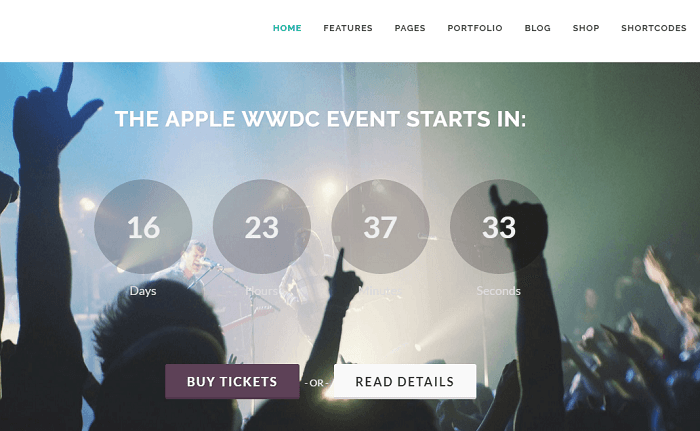 HOME FEATURES PAGES PORTFOLIO BLOG SHOP SHORTCODES
THE APPLE WWDC EVENT STARTS IN:
16 23 37 33
Days Hours Minutes Seconds
BUY TICKETS - OR - READ DETAILS